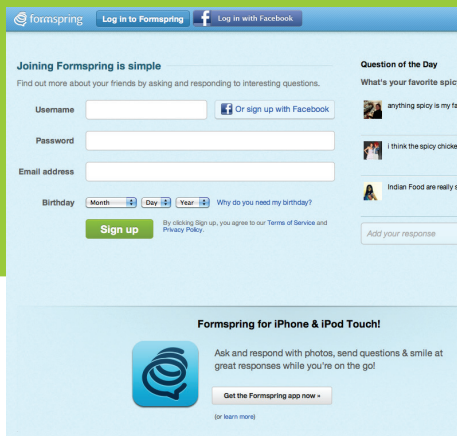 formspring
Log in to Formspring
Log in with Facebook
Joining Formspring is simple
Find out more about your friends by asking and responding to interesting questions.
Username
Or sign up with Facebook
Password
Email address
Birthday
Month
Day
Year
Why do you need my birthday?
Sign up
By clicking Sign up, you agree to our Terms of Service and
Privacy Policy.
Question of the Day
What's your favorite
anything spicy is my
i think the spicy
Indian Food are really
Add your response
Formspring for iPhone & iPod Touch!
Ask and respond with photos, send questions & smile at
great responses while you're on the go!
Get the Formspring app now »
(or learn more)